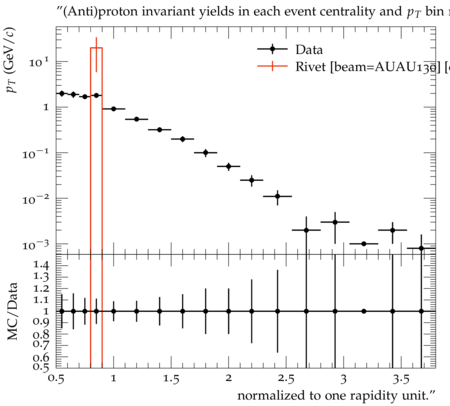 "(Anti)proton invariant yields in each event centrality and p_T bin
p_T (GeV/c)
Data
Rivet [beam=AUAU130]
10^1
1
10^−1
10^−2
10^−3
MC/Data
1.4
1.3
1.2
1.1
1
0.9
0.8
0.7
0.6
0.5
0.5 1 1.5 2 2.5 3 3.5
normalized to one rapidity unit."